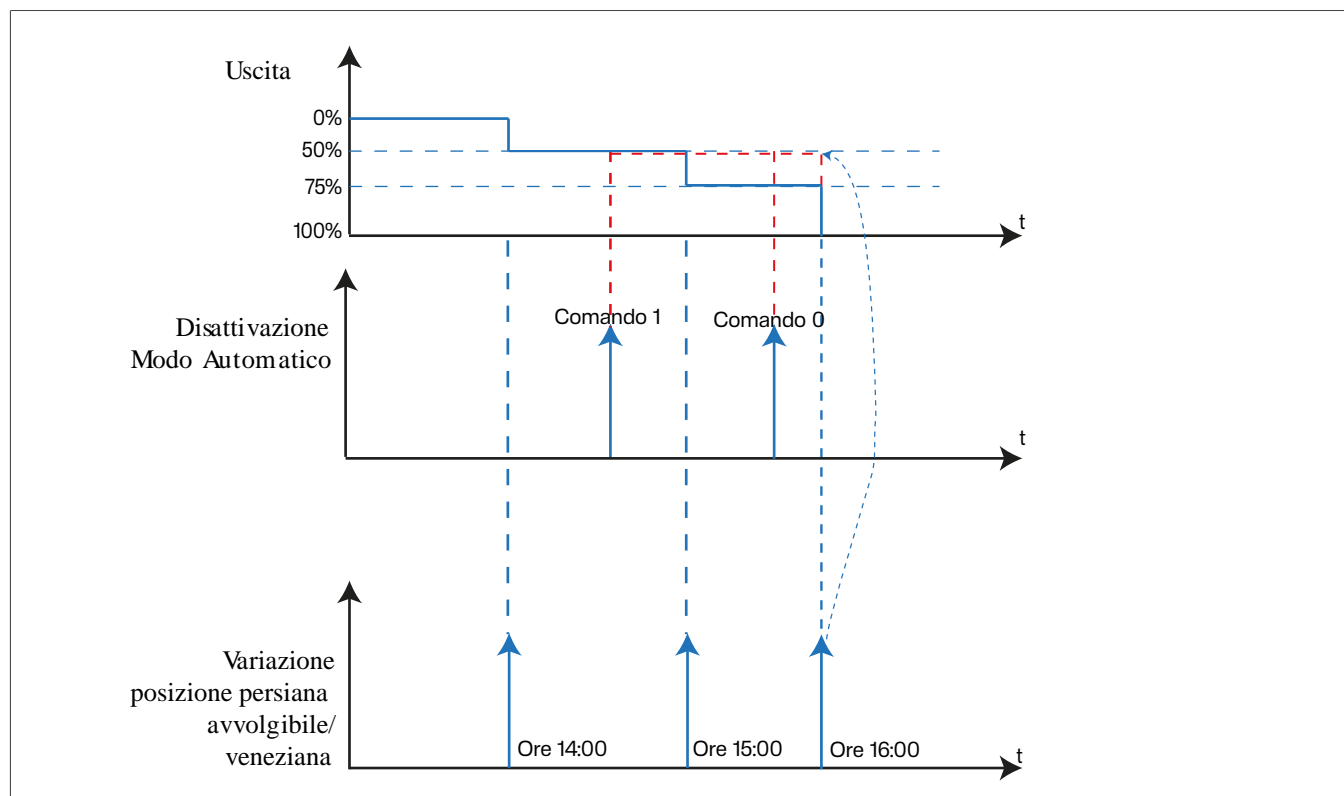 Uscita
0%
50%
75%
100%
t
Disattivazione
Modo Automatico
Comando 1
Comando 0
t
Variazione
posizione persiana
avvolgibile/
veneziana
Ore 14:00
Ore 15:00
Ore 16:00
t